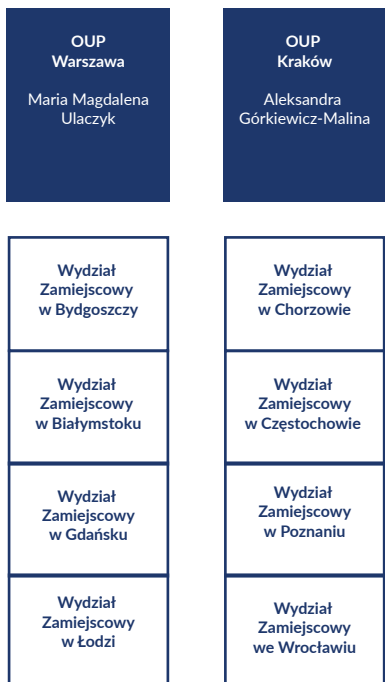 OUP
Warszawa
Maria Magdalena
Ulaczyk
Wydział
Zamiejscowy
w Bydgoszczy
Wydział
Zamiejscowy
w Białymstoku
Wydział
Zamiejscowy
w Gdańsku
Wydział
Zamiejscowy
w Łodzi
OUP
Kraków
Aleksandra
Górkiewicz-Malina
Wydział
Zamiejscowy
w Chorzowie
Wydział
Zamiejscowy
w Częstochowie
Wydział
Zamiejscowy
w Poznaniu
Wydział
Zamiejscowy
we Wrocławiu